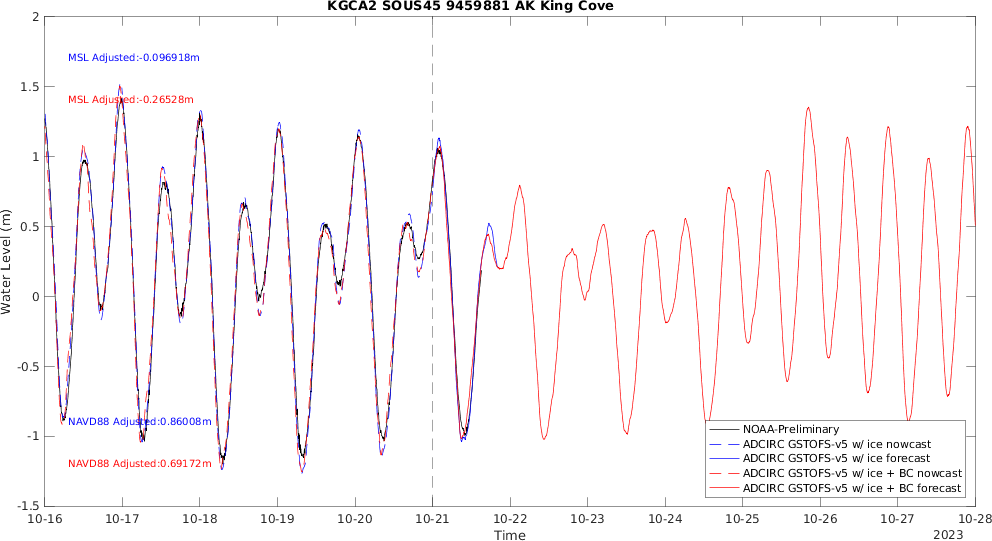 KGCA2 SOUS45 9459881 AK King Cove
2
1.5
1
0.5
0
-0.5
-1
-1.5
Water Level (m)
MSL Adjusted:-0.096918m
MSL Adjusted:-0.26528m
NAVD88 Adjusted:0.86008m
NAVD88 Adjusted:0.69172m
NOAA-Preliminary
ADCIRC GSTOFS-v5 w/ ice nowcast
ADCIRC GSTOFS-v5 w/ ice forecast
ADCIRC GSTOFS-v5 w/ ice + BC nowcast
ADCIRC GSTOFS-v5 w/ ice + BC forecast
10-16 10-17 10-18 10-19 10-20 10-21 10-22 10-23 10-24 10-25 10-26 10-27 10-28
Time
2023